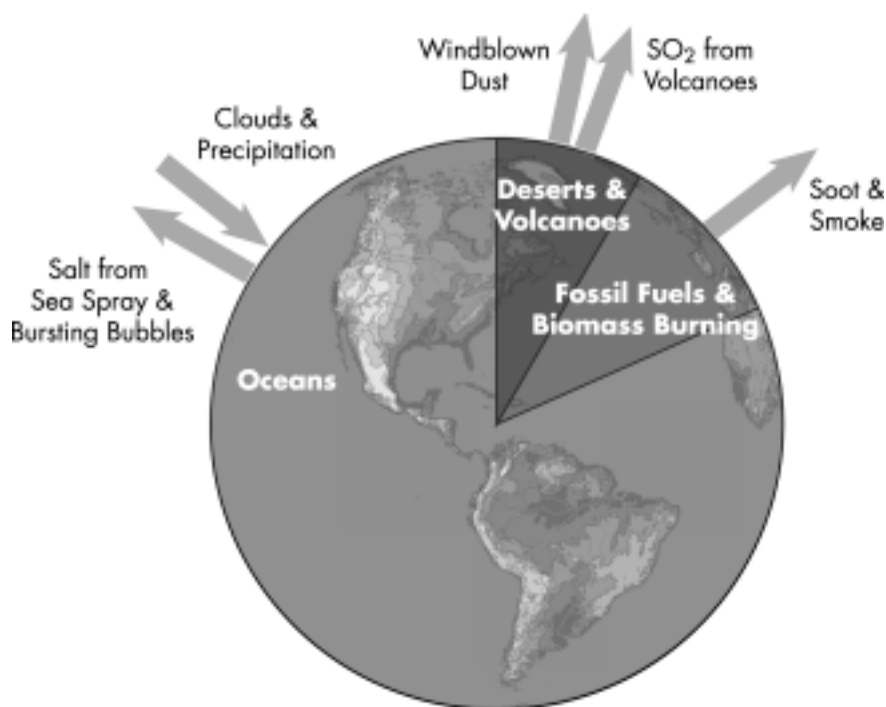 Windblown
Dust
SO₂ from
Volcanoes
Clouds &
Precipitation
Deserts &
Volcanoes
Soot &
Smoke
Salt from
Sea Spray &
Bursting Bubbles
Fossil Fuels &
Biomass Burning
Oceans